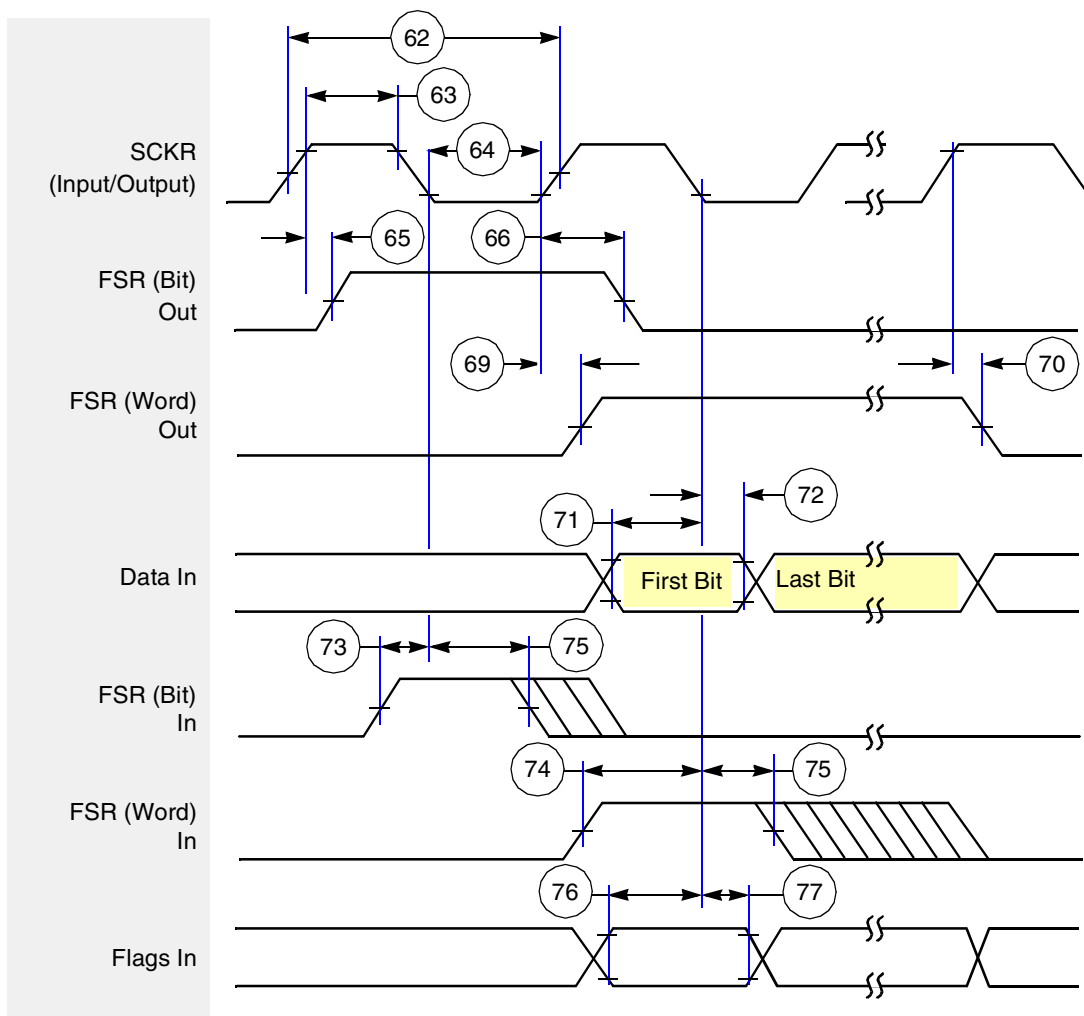 62
63
SCKR
(Input/Output)
64
65
66
FSR (Bit)
Out
69
70
FSR (Word)
Out
71
72
Data In
First Bit
Last Bit
73
75
FSR (Bit)
In
74
75
FSR (Word)
In
76
77
Flags In